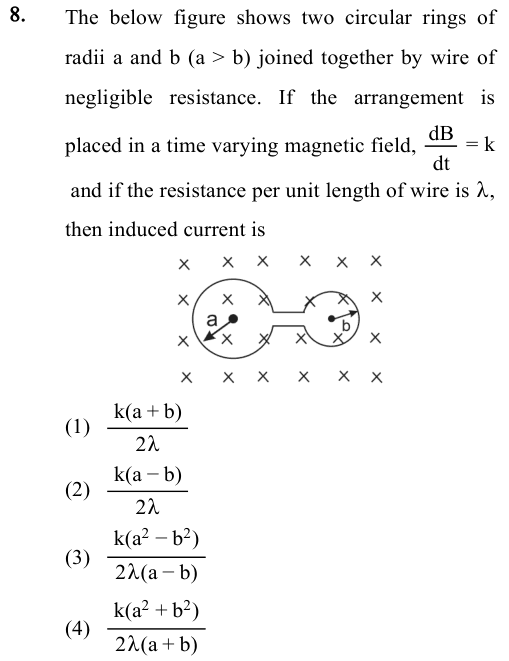 8. The below figure shows two circular rings of
radii a and b (a > b) joined together by wire of
negligible resistance. If the arrangement is
placed in a time varying magnetic field, dB/dt = k
and if the resistance per unit length of wire is λ,
then induced current is
× × × × × ×
× × × × × ×
a b
× × × × × ×
× × × × × ×
(1) k(a + b)/2λ
(2) k(a − b)/2λ
(3) k(a² − b²)/2λ(a − b)
(4) k(a² + b²)/2λ(a + b)